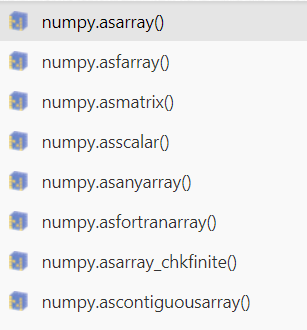 numpy.asarray()
numpy.asfarray()
numpy.asmatrix()
numpy.asscalar()
numpy.asanyarray()
numpy.asfortranarray()
numpy.asarray_chkfinite()
numpy.ascontiguousarray()